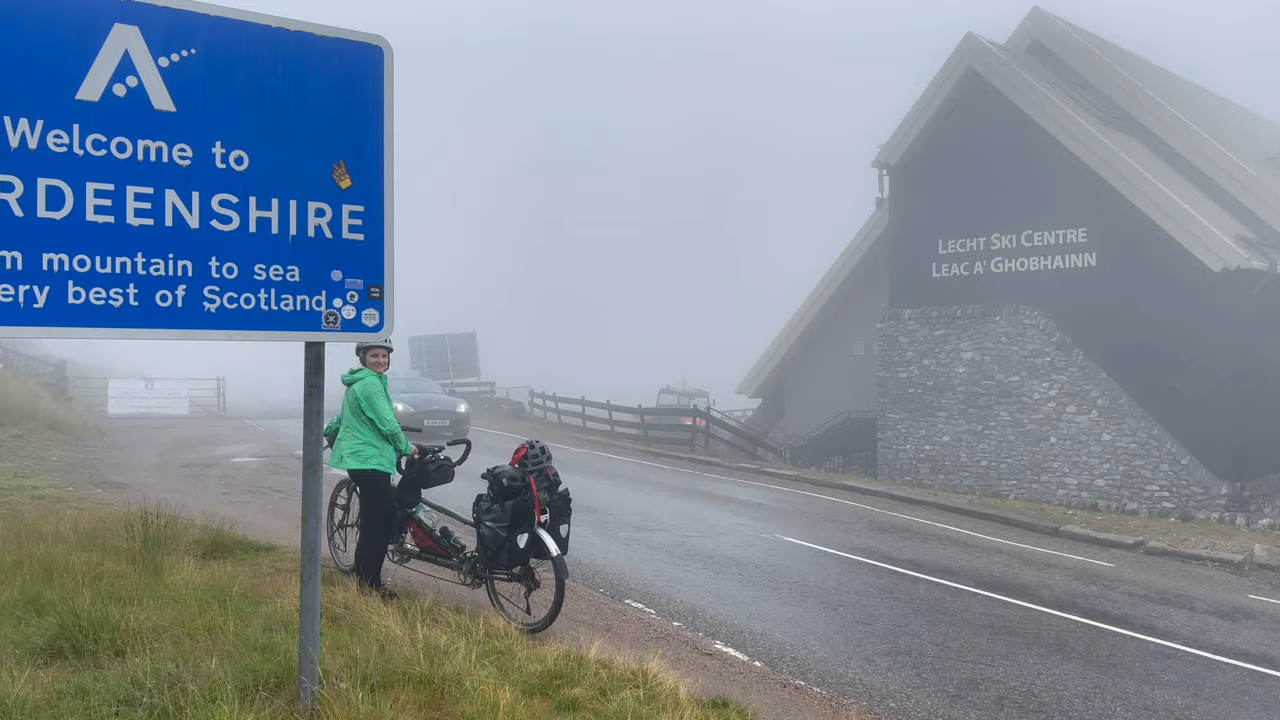 Welcome to
RDEENSHIRE
m mountain to sea
ery best of Scotland
LECHT SKI CENTRE
LEAC A' GHOBHAINN